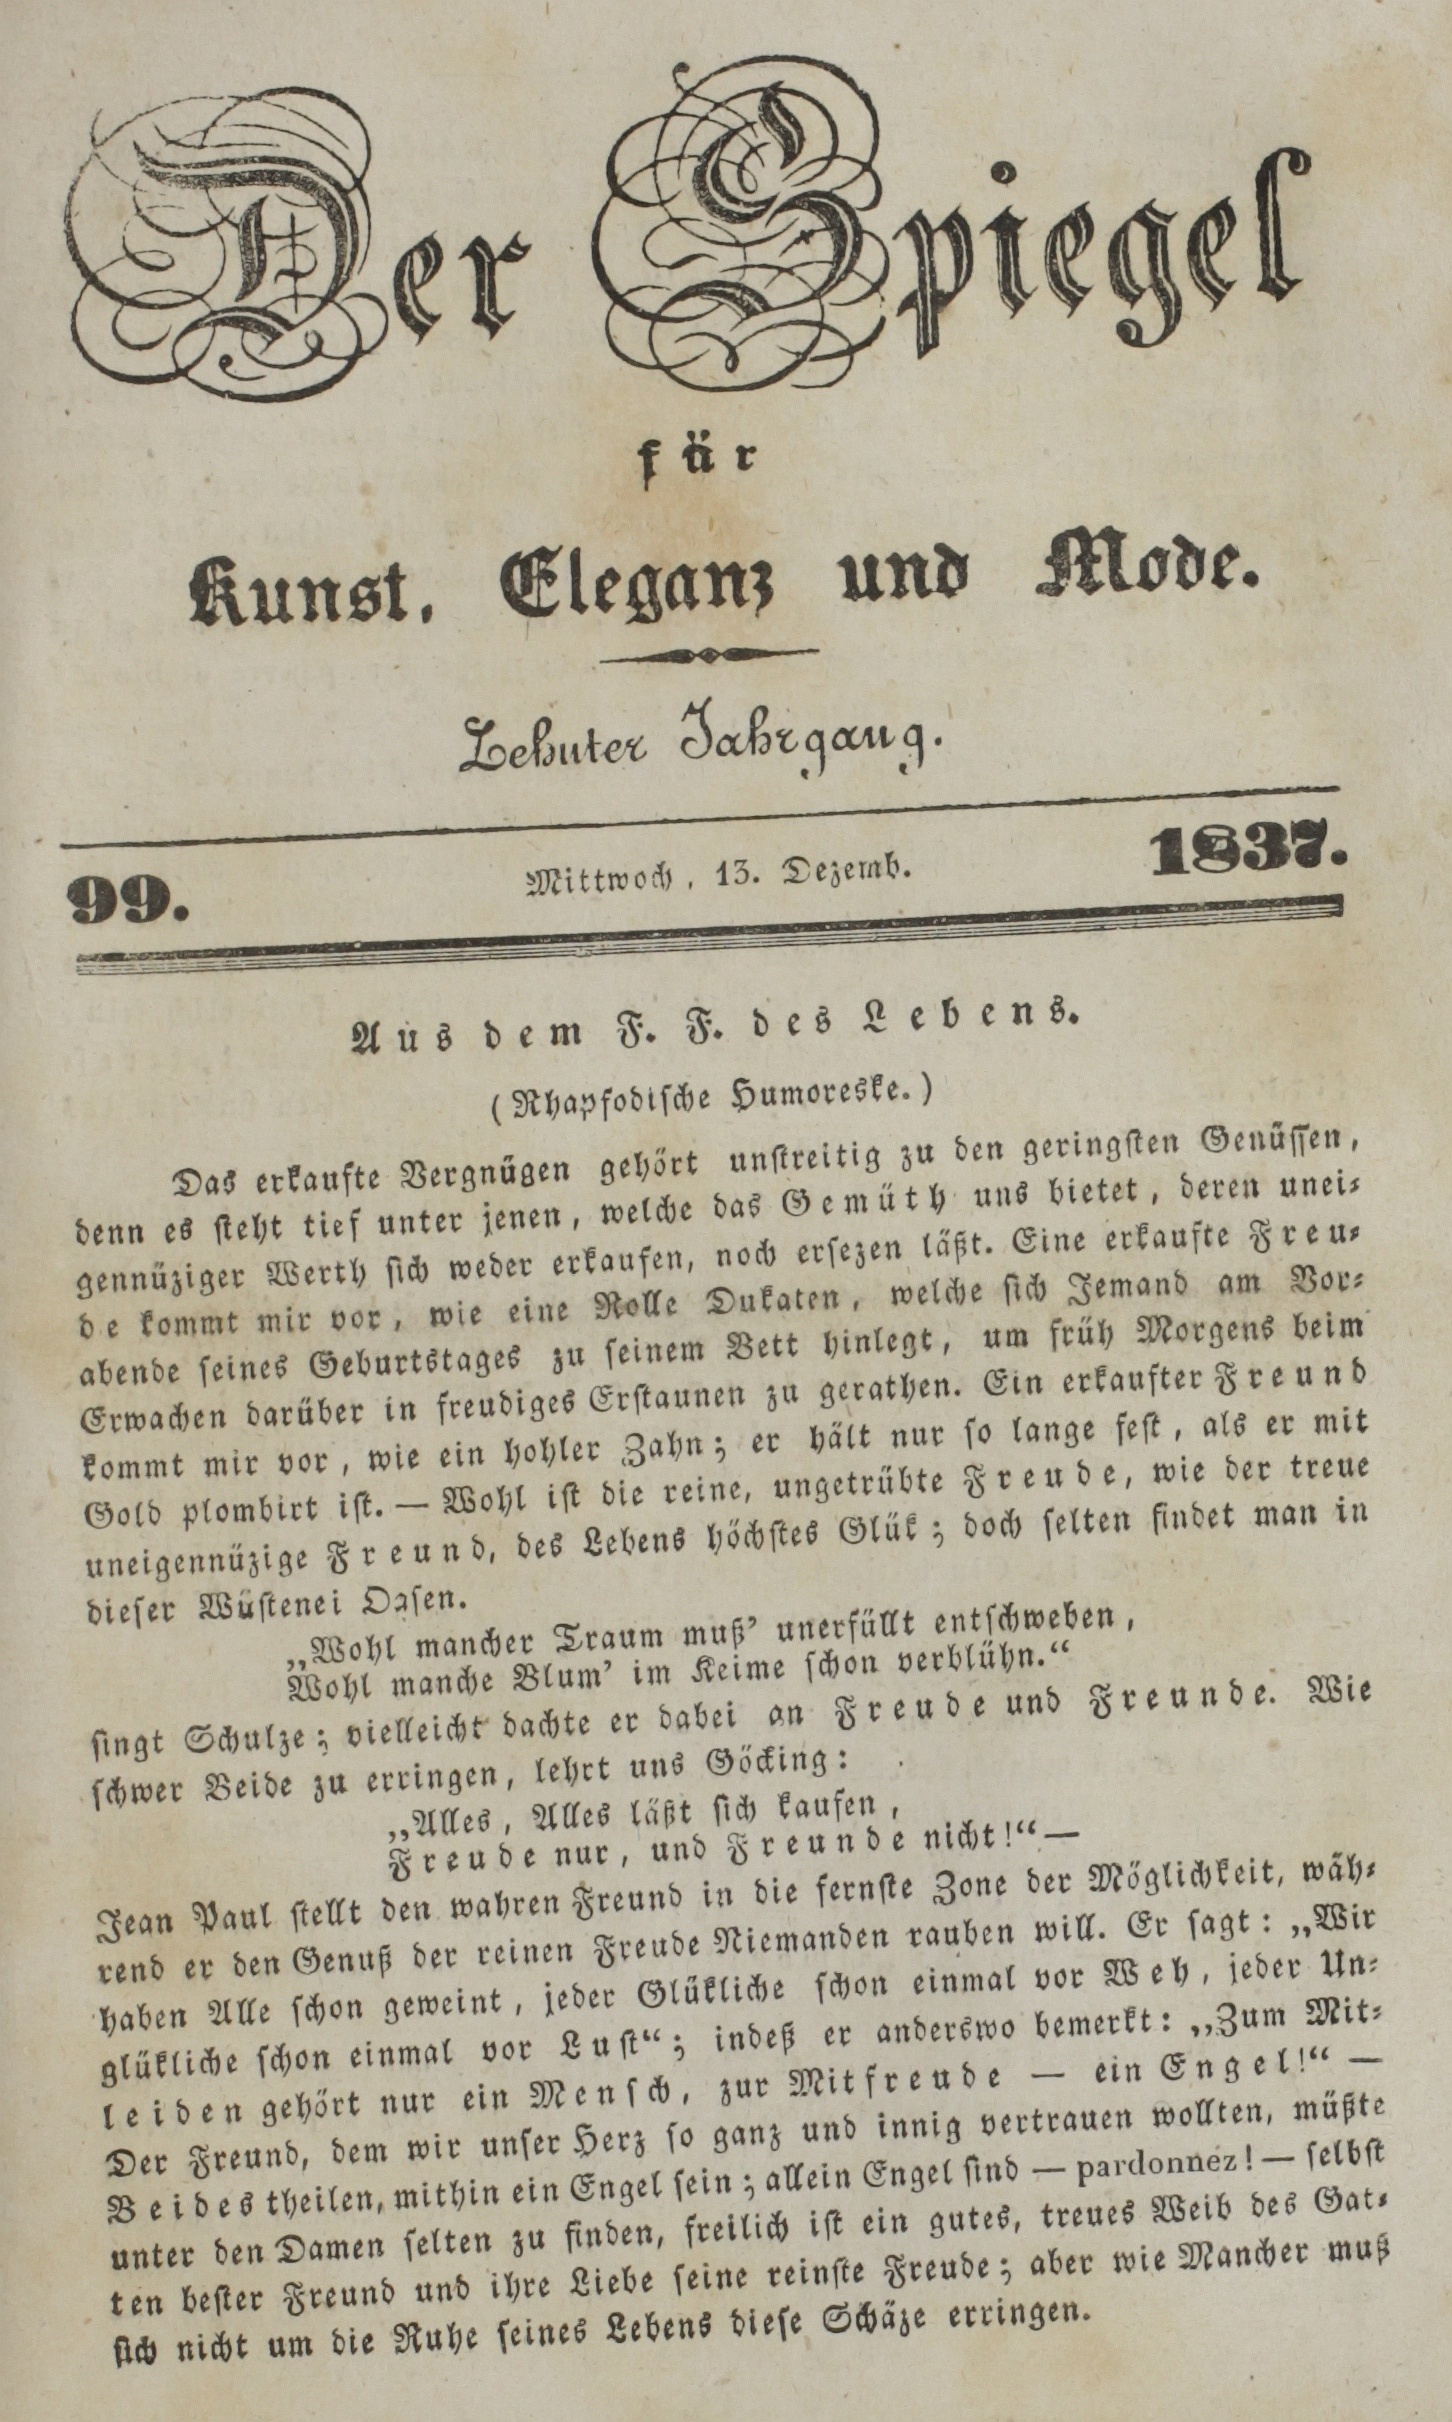 Der Spiegel
für
Kunst, Eleganz und Mode.
Zehnter Jahrgang.
99. Mittwoch, 13. Dezemb. 1837.
Aus dem F. F. des Lebens.
(Rhapsodische Humoreske.)
Das erkaufte Vergnügen gehört unstreitig zu den geringsten Genüssen,
denn es steht tief unter jenen, welche das Gemüth uns bietet, deren unei-
gennüziger Werth sich weder erkaufen, noch ersezen läßt. Eine erkaufte Freu-
de kommt mir vor, wie eine Rolle Dukaten, welche sich Jemand am Vor-
abende seines Geburtstages zu seinem Bett hinlegt, um früh Morgens beim
Erwachen darüber in freudiges Erstaunen zu gerathen. Ein erkaufter Freund
kommt mir vor, wie ein hohler Zahn; er hält nur so lange fest, als er mit
Gold plombirt ist. — Wohl ist die reine, ungetrübte Freude, wie der treue
uneigennüzige Freund, des Lebens höchstes Glük; doch selten findet man in
dieser Wüstenei Oasen.
„Wohl mancher Traum muß’ unerfüllt entschweben,
Wohl manche Blum’ im Keime schon verblühn.“
singt Schulze; vielleicht dachte er dabei an Freude und Freunde. Wie
schwer Beide zu erringen, lehrt uns Göcking:
„Alles, Alles läßt sich kaufen,
Freude nur, und Freunde nicht!“ —
Jean Paul stellt den wahren Freund in die fernste Zone der Möglichkeit, wäh-
rend er den Genuß der reinen Freude Niemanden rauben will. Er sagt: „Wir
haben Alle schon geweint, jeder Glükliche schon einmal vor Weh, jeder Un-
glükliche schon einmal vor Lust“; indeß er anderswo bemerkt: „Zum Mit-
leiden gehört nur ein Mensch, zur Mitfreude — ein Engel!“ —
Der Freund, dem wir unser Herz so ganz und innig vertrauen wollten, müßte
Beides theilen, mithin ein Engel sein; allein Engel sind — pardonnéz! — selbst
unter den Damen selten zu finden, freilich ist ein gutes, treues Weib des Gat-
ten bester Freund und ihre Liebe seine reinste Freude; aber wie Mancher muß
sich nicht um die Ruhe seines Lebens diese Schäze erringen.